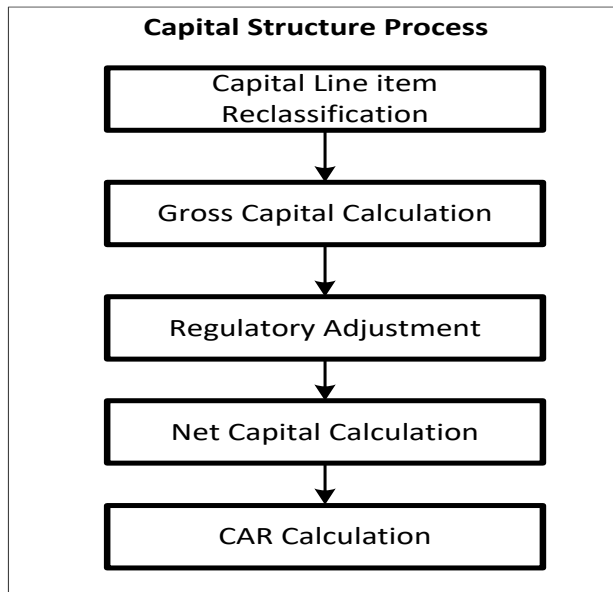 Capital Structure Process
Capital Line item
Reclassification
Gross Capital Calculation
Regulatory Adjustment
Net Capital Calculation
CAR Calculation